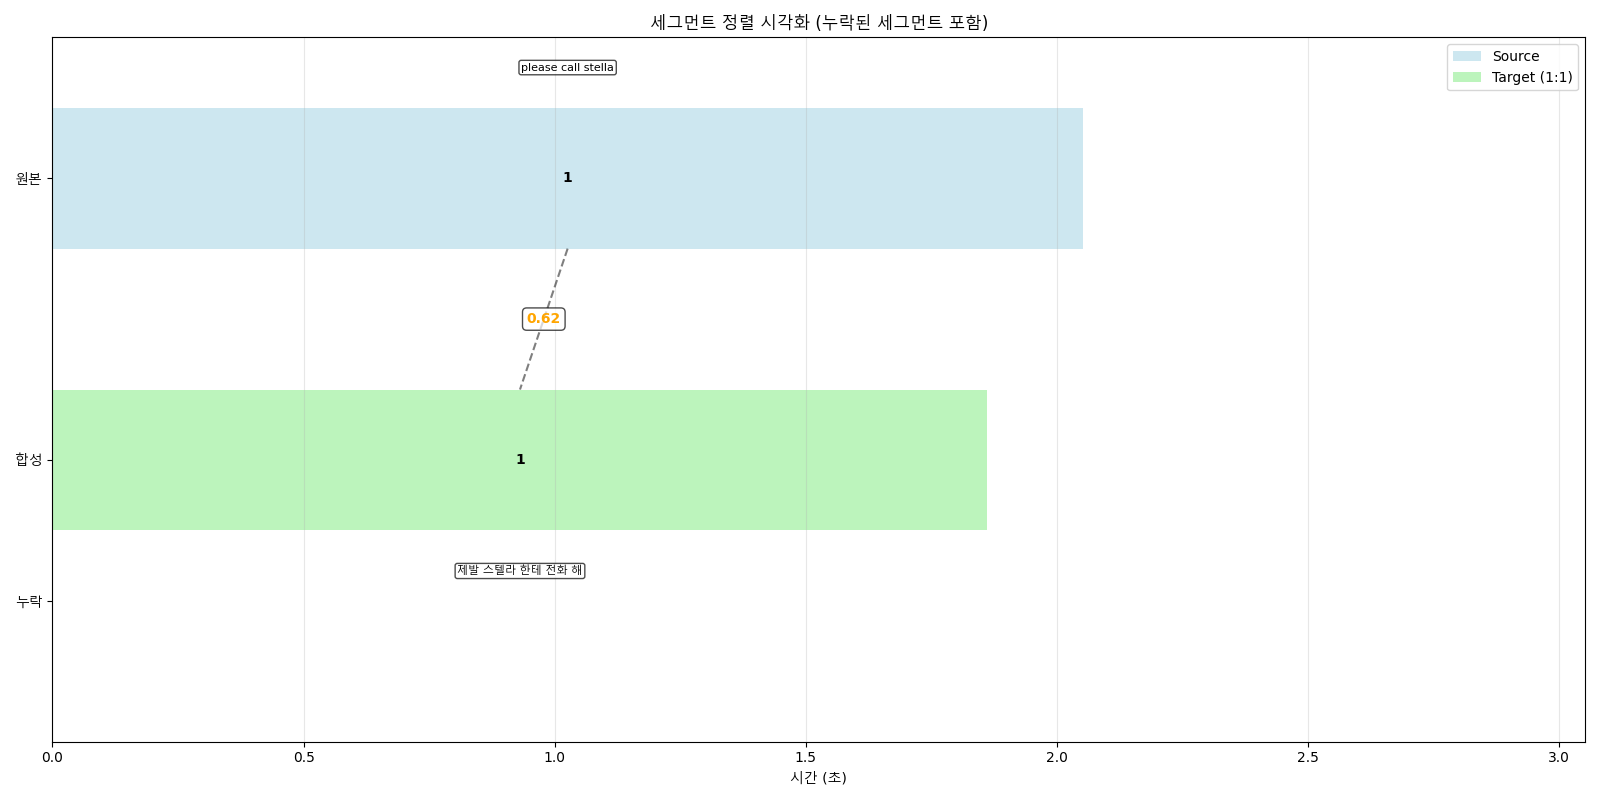 세그먼트 정렬 시각화 (누락된 세그먼트 포함)
Source
Target (1:1)
please call stella
원본
1
0.62
합성
1
제발 스텔라 한테 전화 해
누락
0.0 0.5 1.0 1.5 2.0 2.5 3.0
시간 (초)